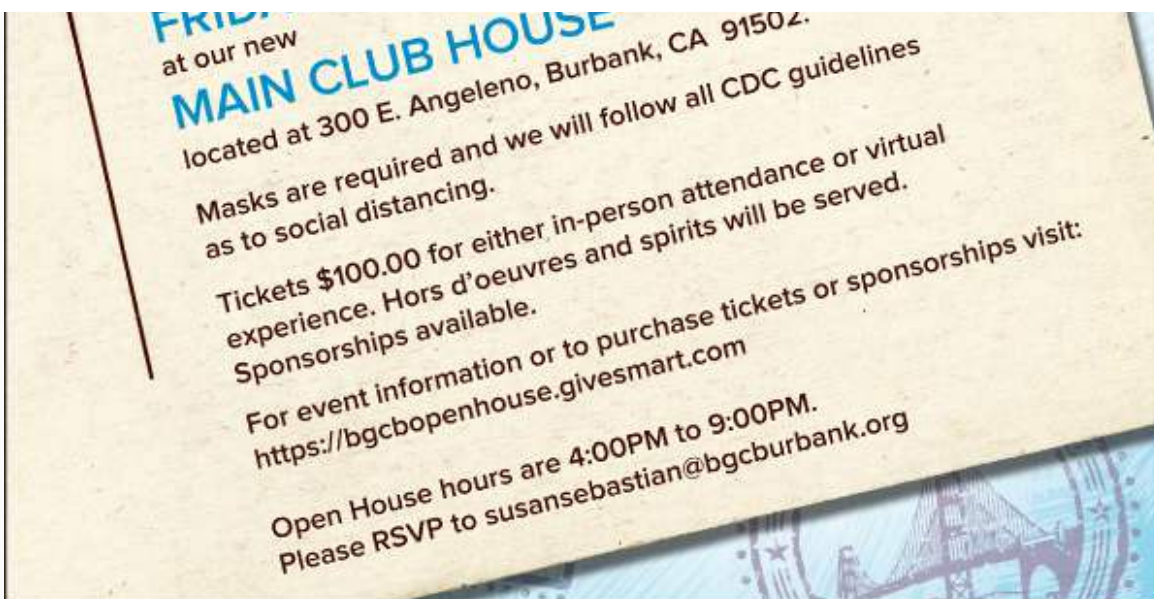 at our new
MAIN CLUB HOUSE
located at 300 E. Angeleno, Burbank, CA 91502.
Masks are required and we will follow all CDC guidelines
as to social distancing.
Tickets $100.00 for either in-person attendance or virtual
experience. Hors d'oeuvres and spirits will be served.
Sponsorships available.
For event information or to purchase tickets or sponsorships visit:
https://bgcbopenhouse.givesmart.com
Open House hours are 4:00PM to 9:00PM.
Please RSVP to susansebastian@bgcburbank.org